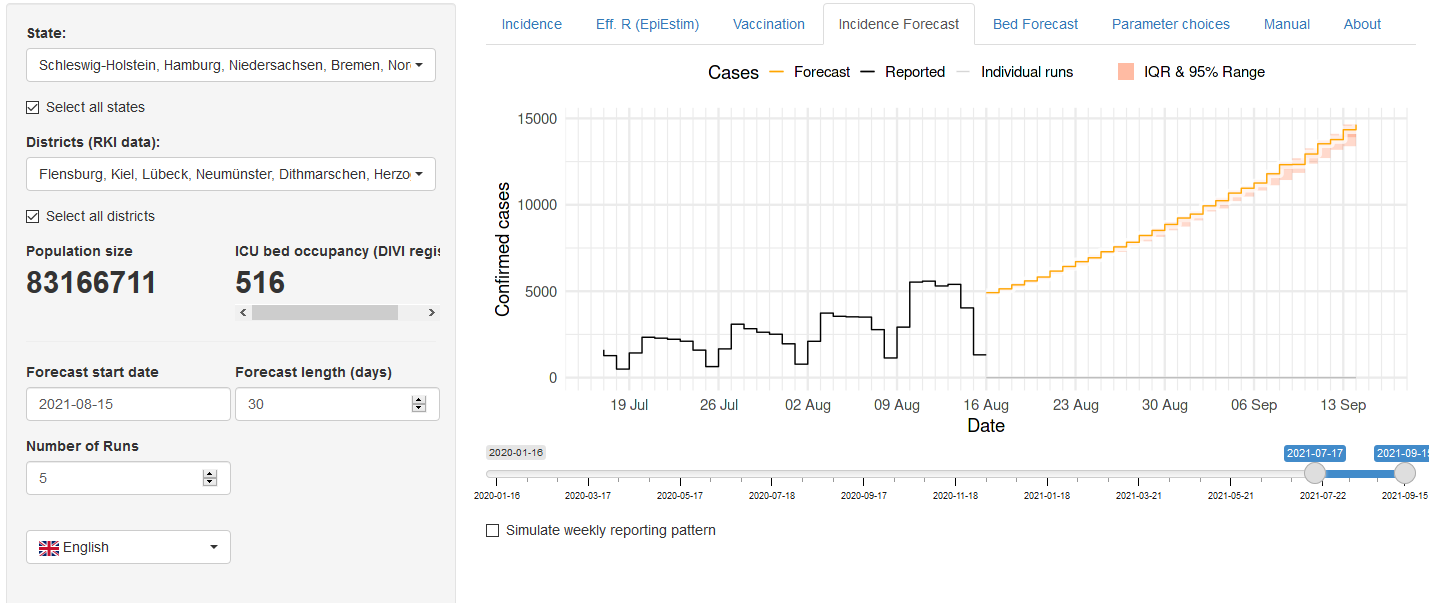 State:
Schleswig-Holstein, Hamburg, Niedersachsen, Bremen, Nor
Select all states
Districts (RKI data):
Flensburg, Kiel, Lübeck, Neumünster, Dithmarschen, Herzo
Select all districts
Population size ICU bed occupancy (DIVI regis
83166711 516
Forecast start date Forecast length (days)
2021-08-15 30
Number of Runs
5
English
Incidence Eff. R (EpiEstim) Vaccination Incidence Forecast Bed Forecast Parameter choices Manual About
Cases Forecast Reported Individual runs IQR & 95% Range
Confirmed cases
15000
10000
5000
0
19 Jul 26 Jul 02 Aug 09 Aug 16 Aug 23 Aug 30 Aug 06 Sep 13 Sep
Date
2020-01-16 2021-07-17 2021-09-15
2020-01-16 2020-03-17 2020-05-17 2020-07-18 2020-09-17 2020-11-18 2021-01-18 2021-03-21 2021-05-21 2021-07-22 2021-09-15
Simulate weekly reporting pattern